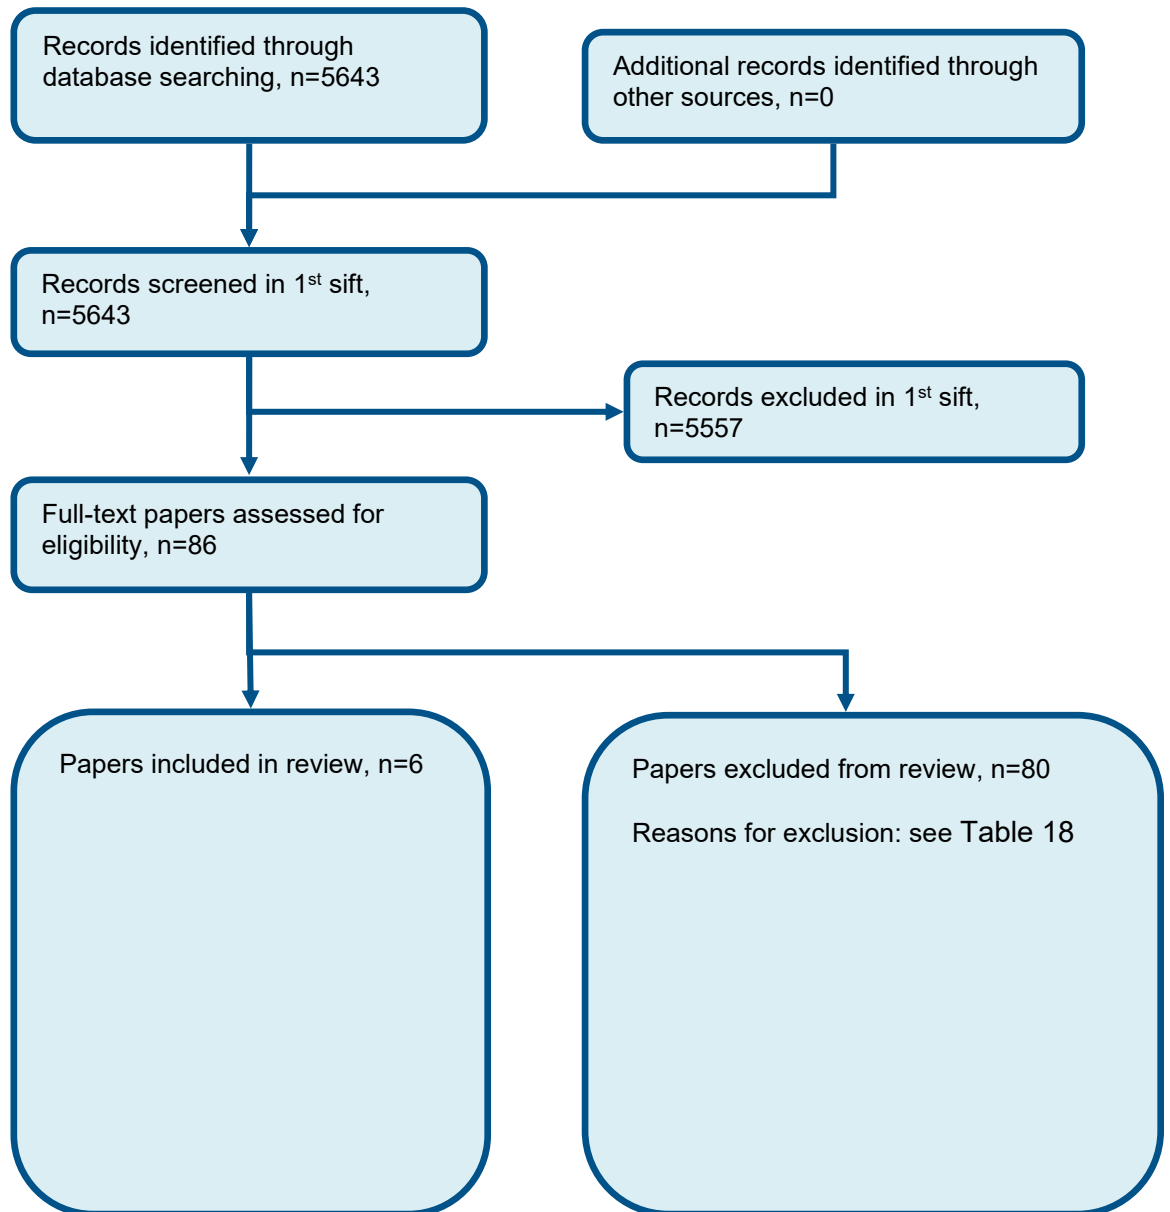 Records identified through
database searching, n=5643
Additional records identified through
other sources, n=0
Records screened in 1st sift,
n=5643
Records excluded in 1st sift,
n=5557
Full-text papers assessed for
eligibility, n=86
Papers included in review, n=6
Papers excluded from review, n=80
Reasons for exclusion: see Table 18